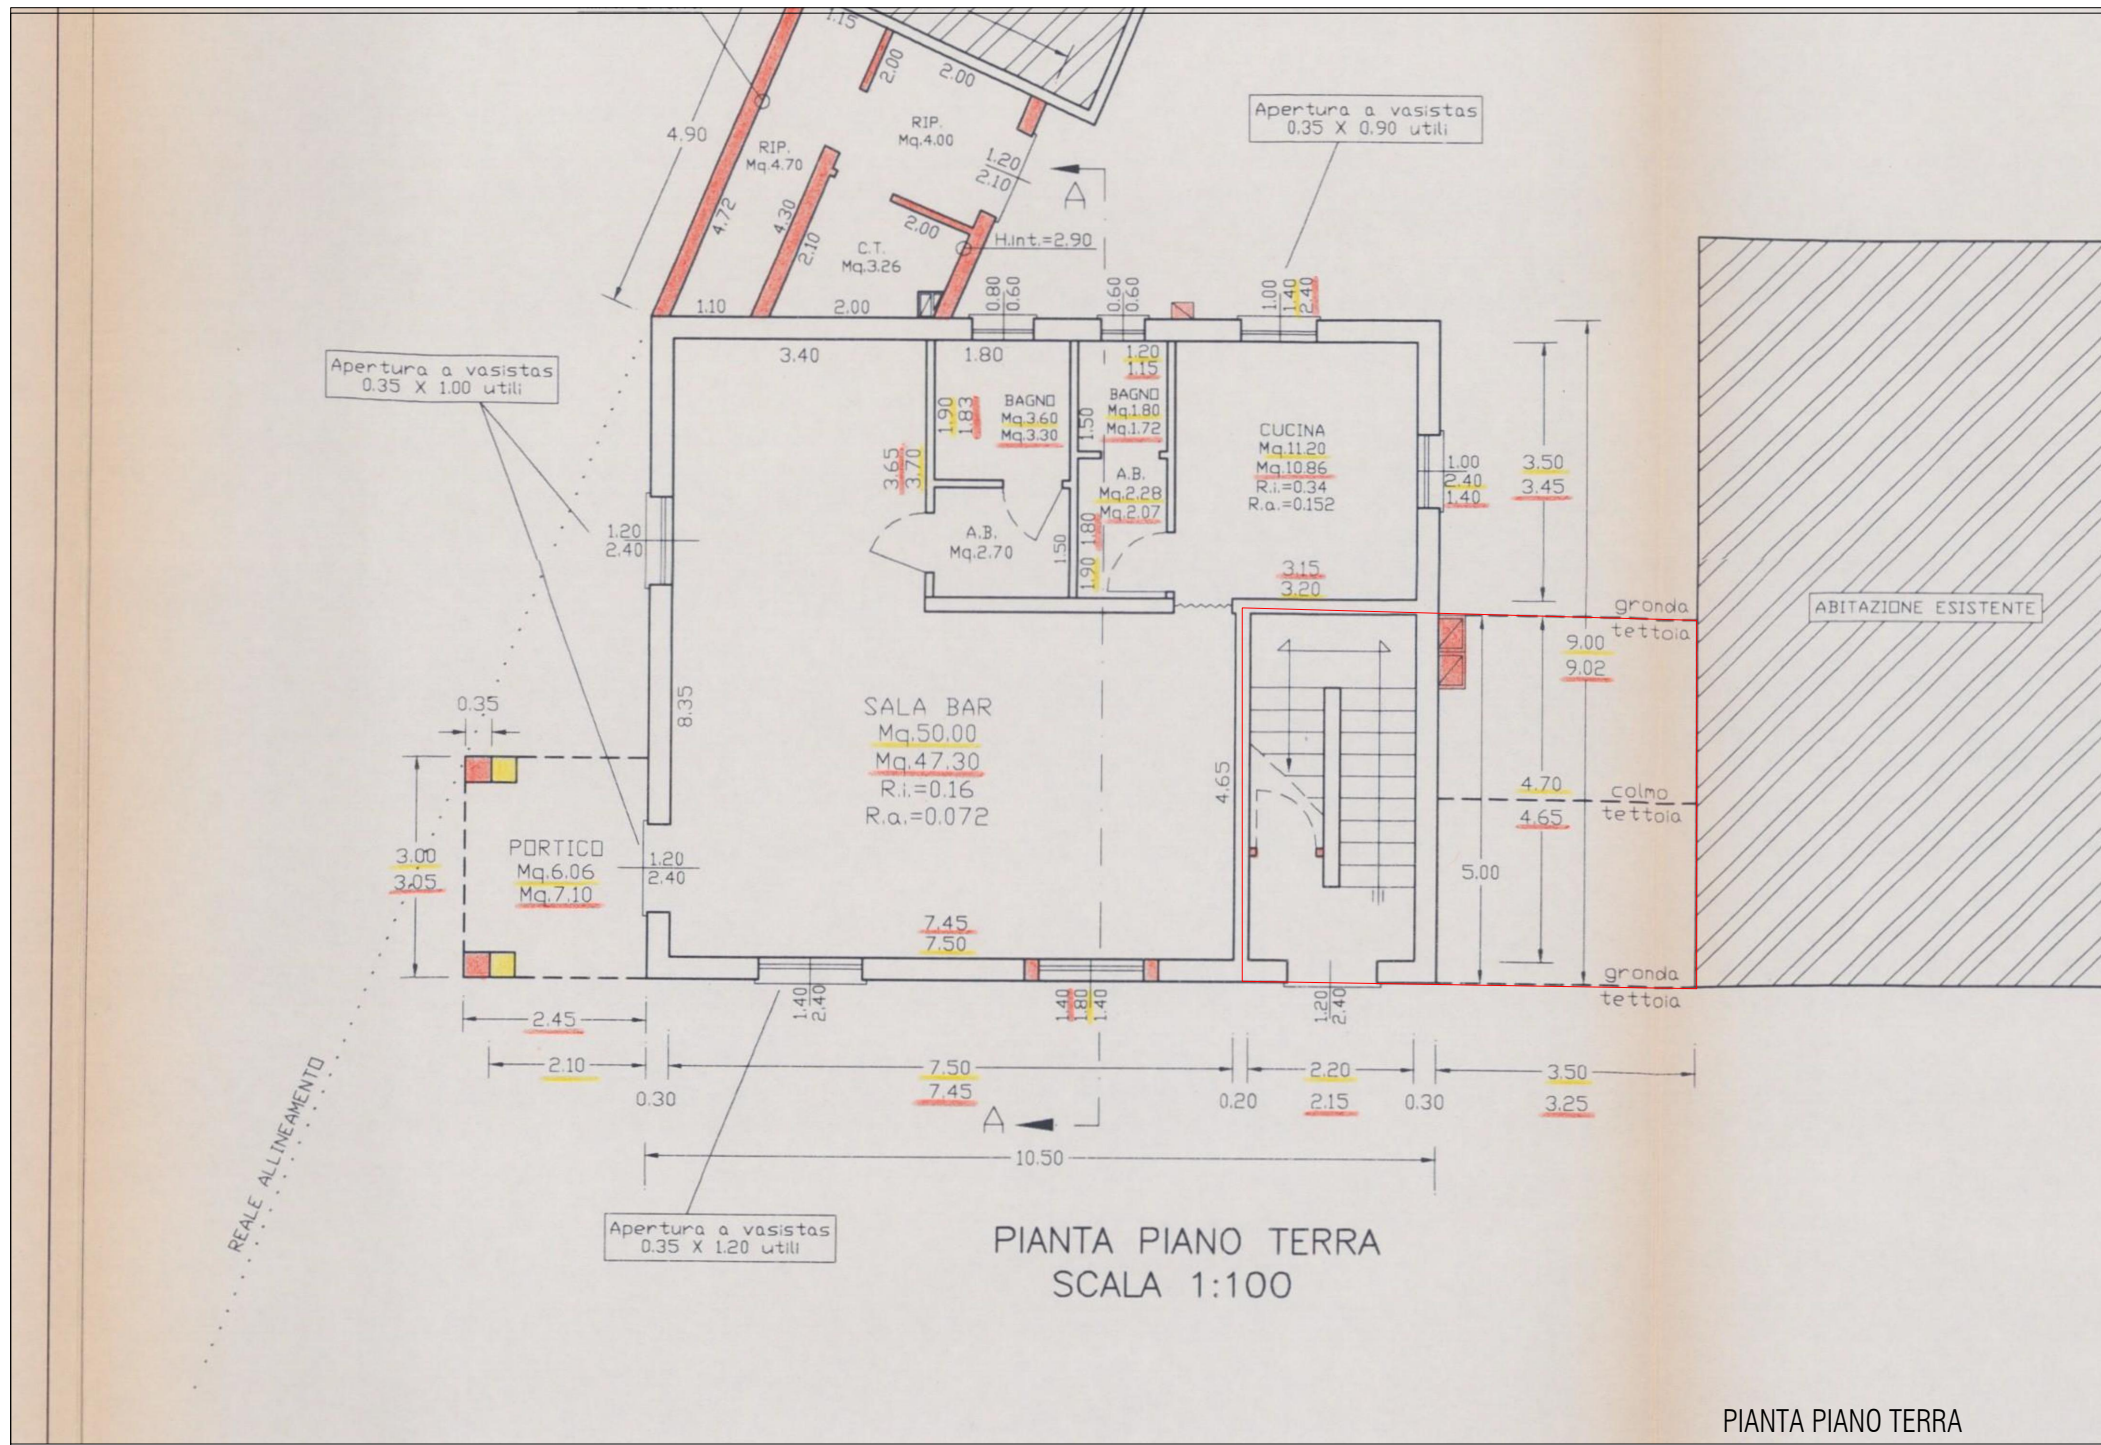 1.15
2.00
2.00
4.90
RIP.
Mq.4.00
RIP.
Mq.4.70
1.20
2.10
Apertura a vasistas
0.35 X 0.90 utili
A
4.72
4.30
2.10
2.00
C.T.
Mq.3.26
H.int.=2.90
1.10
2.00
0.80
0.60
0.60
0.60
1.00
1.40
2.40
Apertura a vasistas
0.35 X 1.00 utili
3.40
1.80
1.20
1.15
1.90
1.83
BAGNO
Mq.3.60
Mq.3.30
1.50
BAGNO
Mq.1.80
Mq.1.72
CUCINA
Mq.11.20
Mq.10.86
R.i.=0.34
R.a.=0.152
3.65
3.70
1.00
2.40
1.40
3.50
3.45
A.B.
Mq.2.28
Mq.2.07
1.20
2.40
A.B.
Mq.2.70
1.50
1.80
1.90
3.15
3.20
gronda
tettoia
ABITAZIONE ESISTENTE
9.00
9.02
0.35
8.35
SALA BAR
Mq.50.00
Mq.47.30
R.i.=0.16
R.a.=0.072
4.65
4.70
4.65
colmo
tettoia
3.00
3.05
PORTICO
Mq.6.06
Mq.7.10
1.20
2.40
5.00
7.45
7.50
gronda
tettoia
1.40
2.40
1.40
1.80
1.40
1.20
2.40
2.45
2.10
7.50
7.45
2.20
2.15
3.50
3.25
0.30
0.20
0.30
A
10.50
REALE ALLINEAMENTO
Apertura a vasistas
0.35 X 1.20 utili
PIANTA PIANO TERRA
SCALA 1:100
PIANTA PIANO TERRA